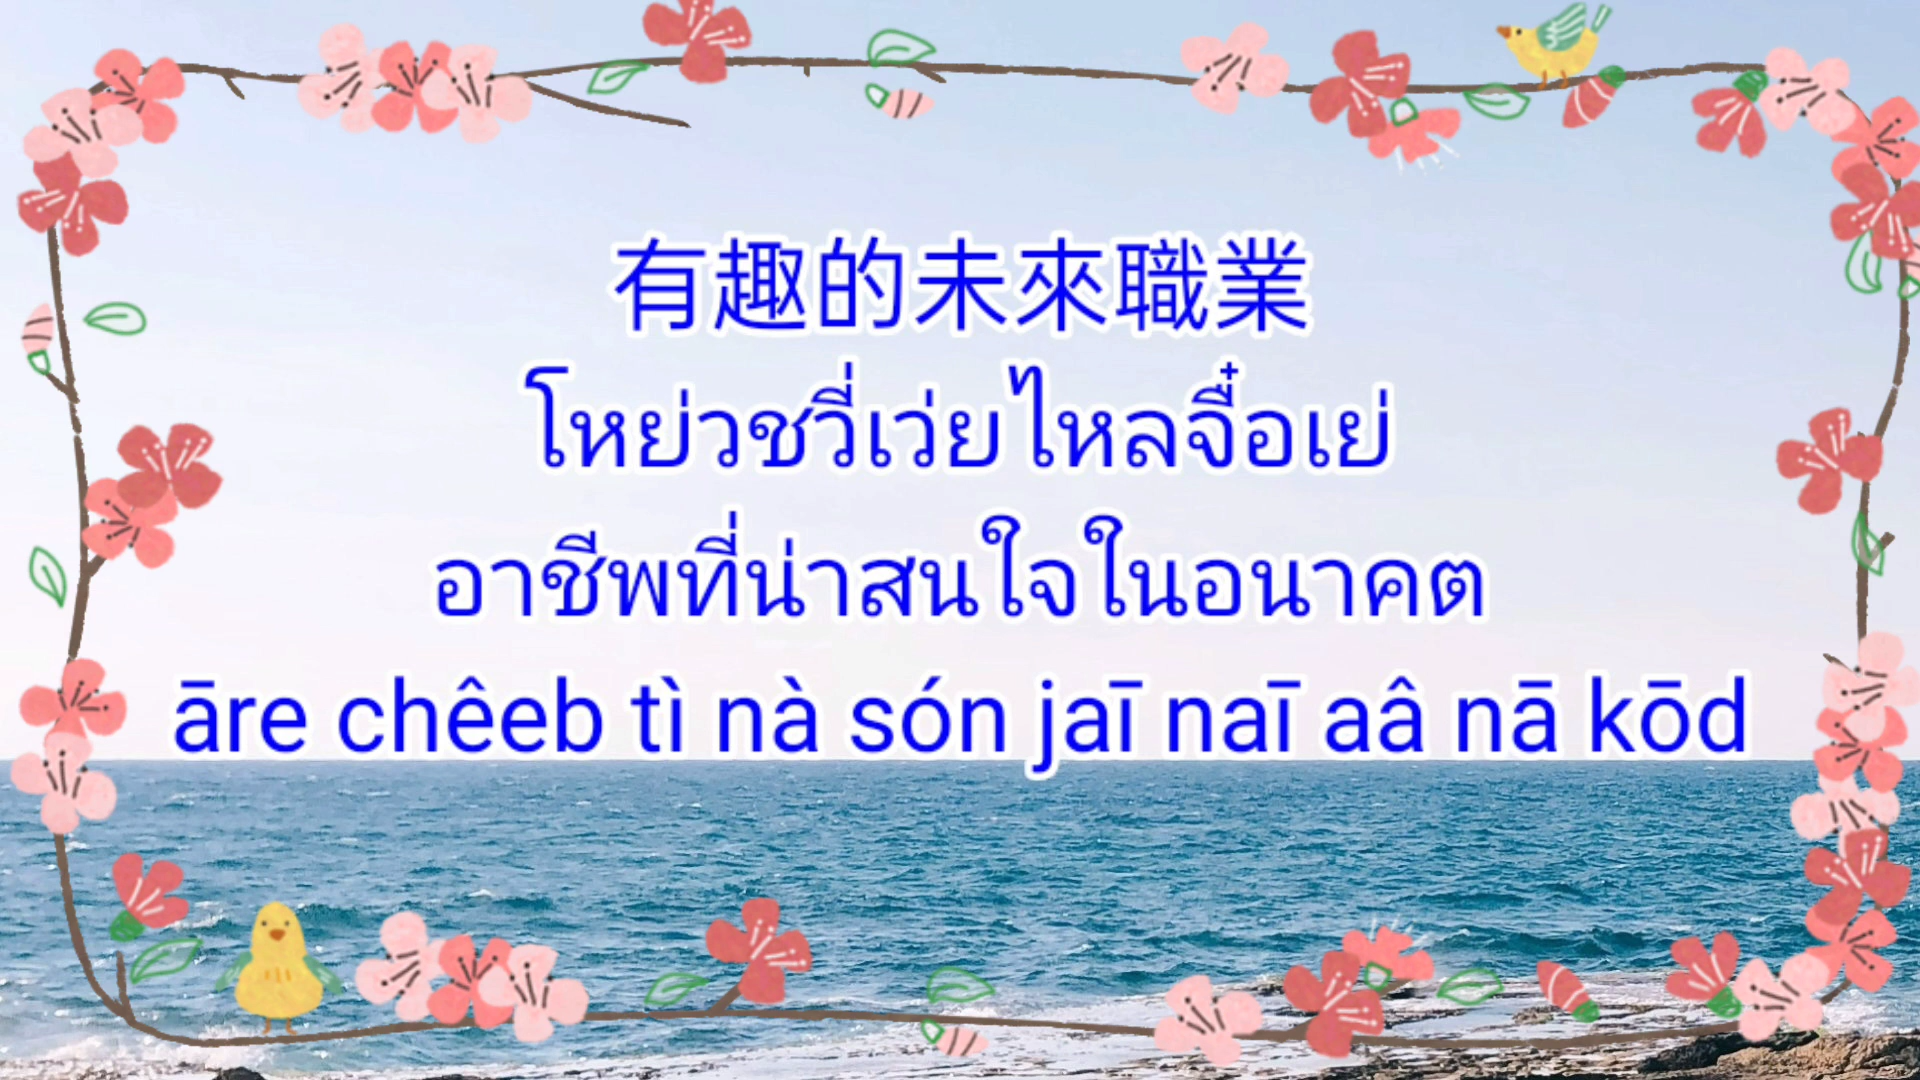 有趣的未來職業
โหย่วชวี่เว่ยไหลจื๋อเย่
อาชีพที่น่าสนใจในอนาคต
āre chêeb tì nà són jaī naī aâ nā kōd